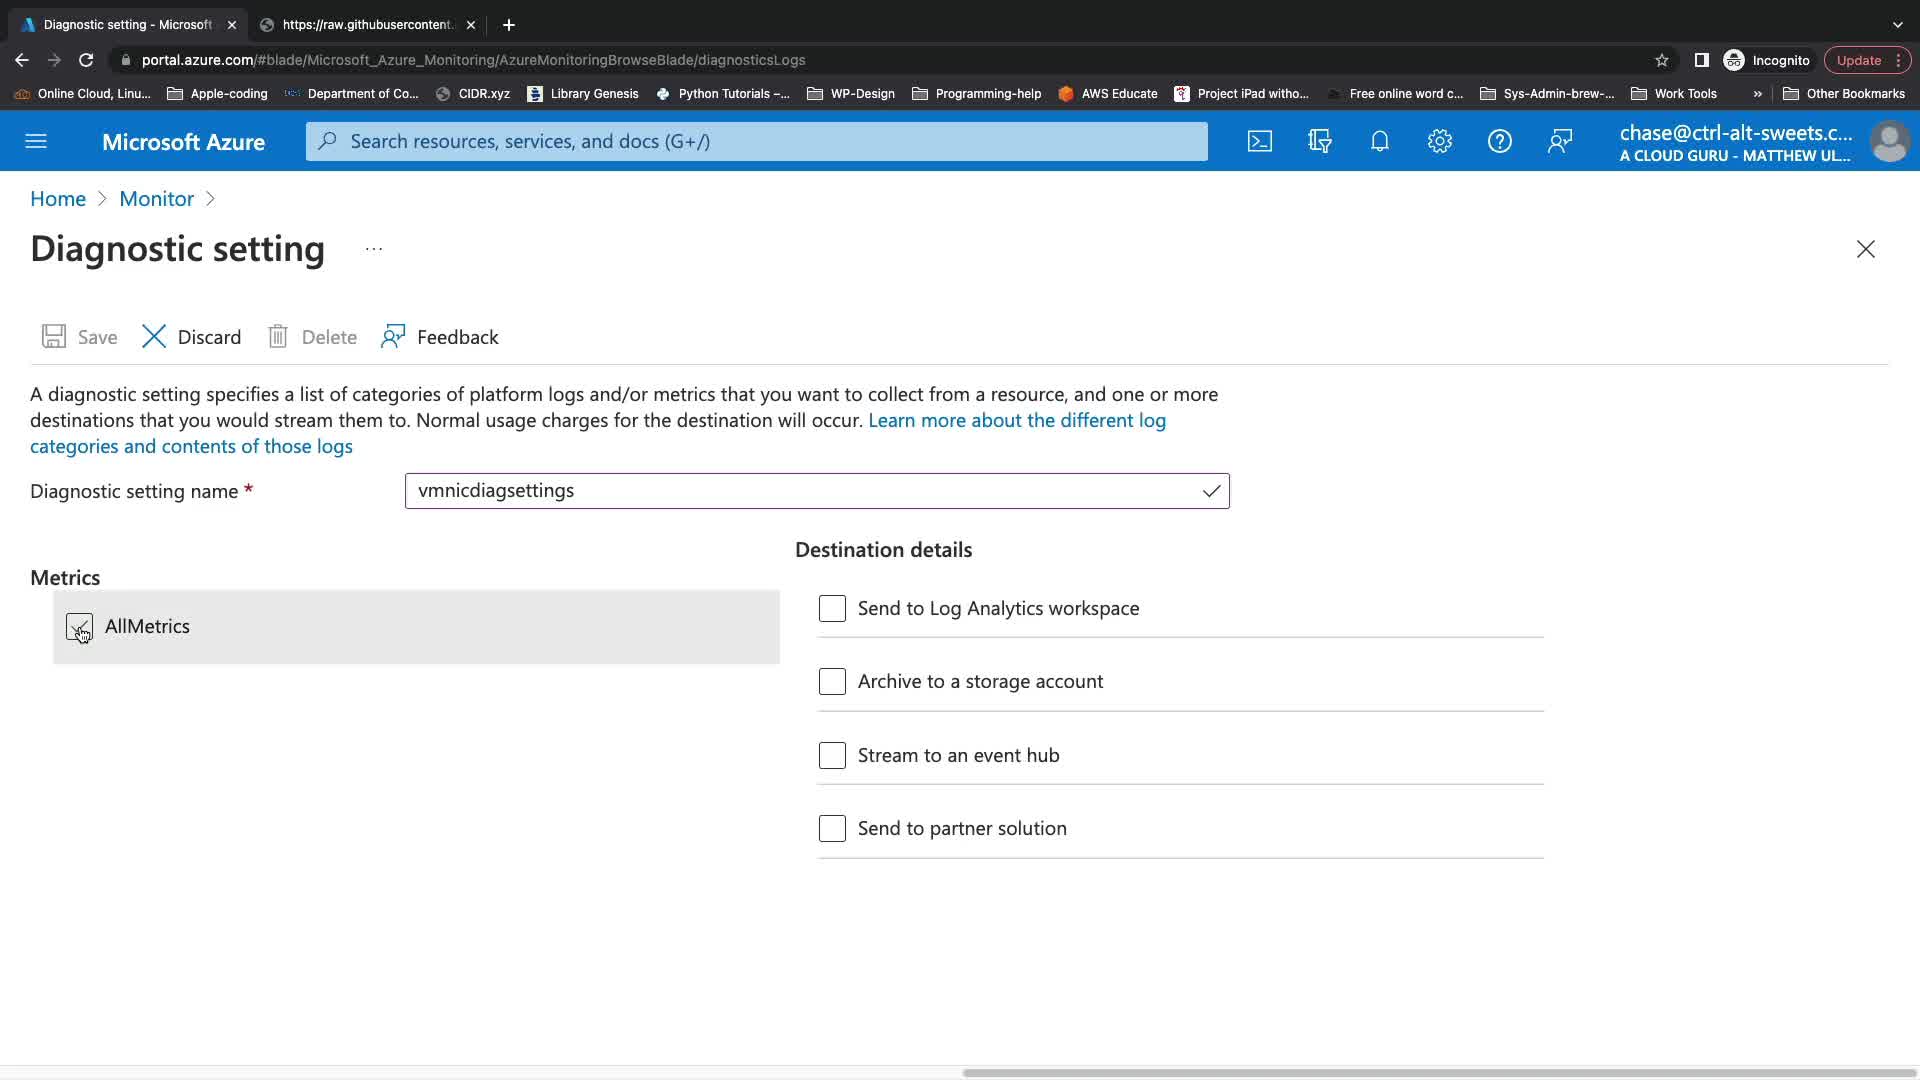 Diagnostic setting - Microsoft
https://raw.githubusercontent.
portal.azure.com/#blade/Microsoft_Azure_Monitoring/AzureMonitoringBrowseBlade/diagnosticsLogs
Incognito
Update
Online Cloud, Linu...
Apple-coding
Department of Co...
CIDR.xyz
Library Genesis
Python Tutorials –...
WP-Design
Programming-help
AWS Educate
Project iPad witho...
Free online word c...
Sys-Admin-brew-...
Work Tools
»
Other Bookmarks
Microsoft Azure
Search resources, services, and docs (G+/)
chase@ctrl-alt-sweets.c...
A CLOUD GURU - MATTHEW UL...
Home > Monitor >
Diagnostic setting ...
Save
Discard
Delete
Feedback
A diagnostic setting specifies a list of categories of platform logs and/or metrics that you want to collect from a resource, and one or more
destinations that you would stream them to. Normal usage charges for the destination will occur. Learn more about the different log
categories and contents of those logs
Diagnostic setting name *
vmnicdiagsettings
Destination details
Metrics
AllMetrics
Send to Log Analytics workspace
Archive to a storage account
Stream to an event hub
Send to partner solution